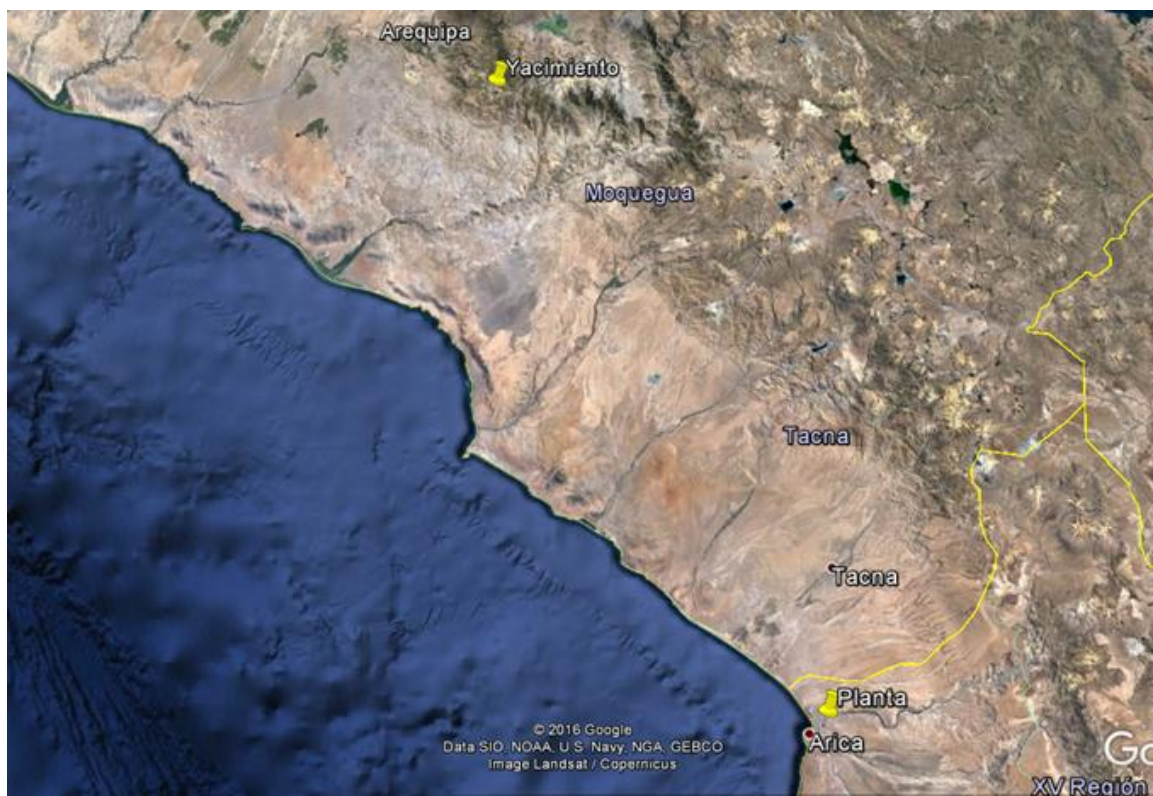 Arequipa
Yacimiento
Moquegua
Tacna
Tacna
Planta
Arica
© 2016 Google
Data SIO, NOAA, U.S. Navy, NGA, GEBCO
Image Landsat / Copernicus
Go
XV Región